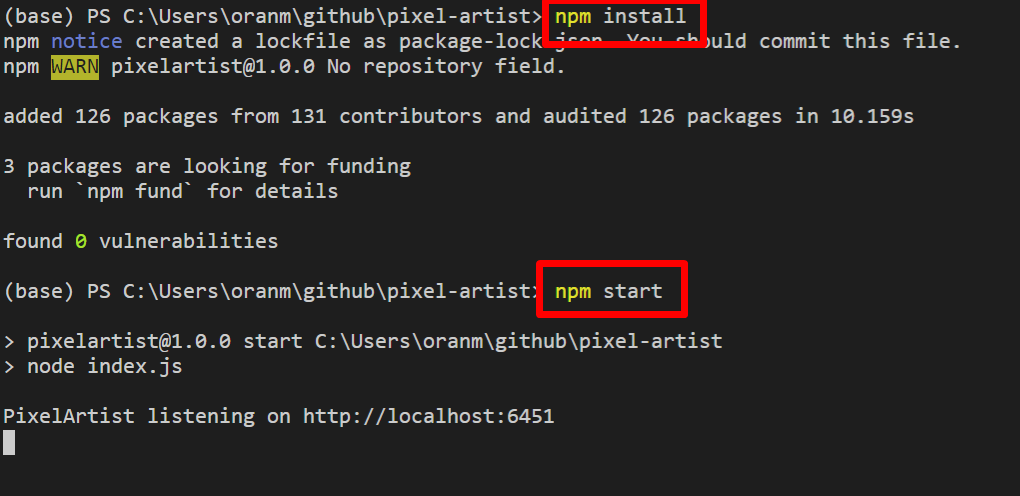 (base) PS C:\Users\oranm\github\pixel-artist> npm install
npm notice created a lockfile as package-lock.json. You should commit this file.
npm WARN pixelartist@1.0.0 No repository field.
added 126 packages from 131 contributors and audited 126 packages in 10.159s
3 packages are looking for funding
run `npm fund` for details
found 0 vulnerabilities
(base) PS C:\Users\oranm\github\pixel-artist> npm start
> pixelartist@1.0.0 start C:\Users\oranm\github\pixel-artist
> node index.js
PixelArtist listening on http://localhost:6451